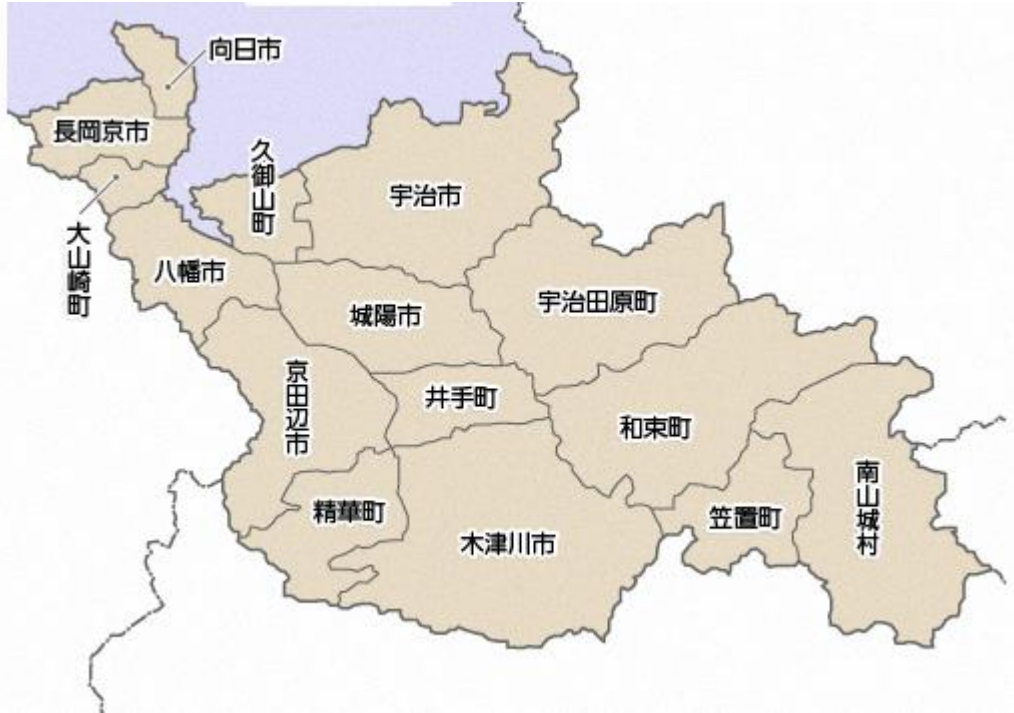 向日市
長岡京市
久御山町
宇治市
大山崎町
八幡市
城陽市
宇治田原町
京田辺市
井手町
和束町
精華町
木津川市
笠置町
南山城村